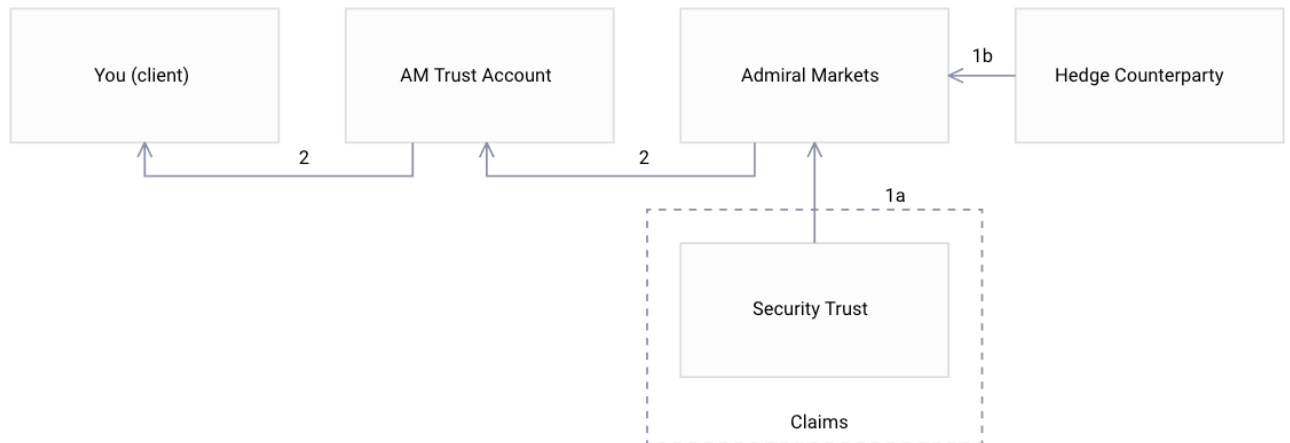 You (client)
AM Trust Account
Admiral Markets
1b
Hedge Counterparty
2
2
1a
Security Trust
Claims